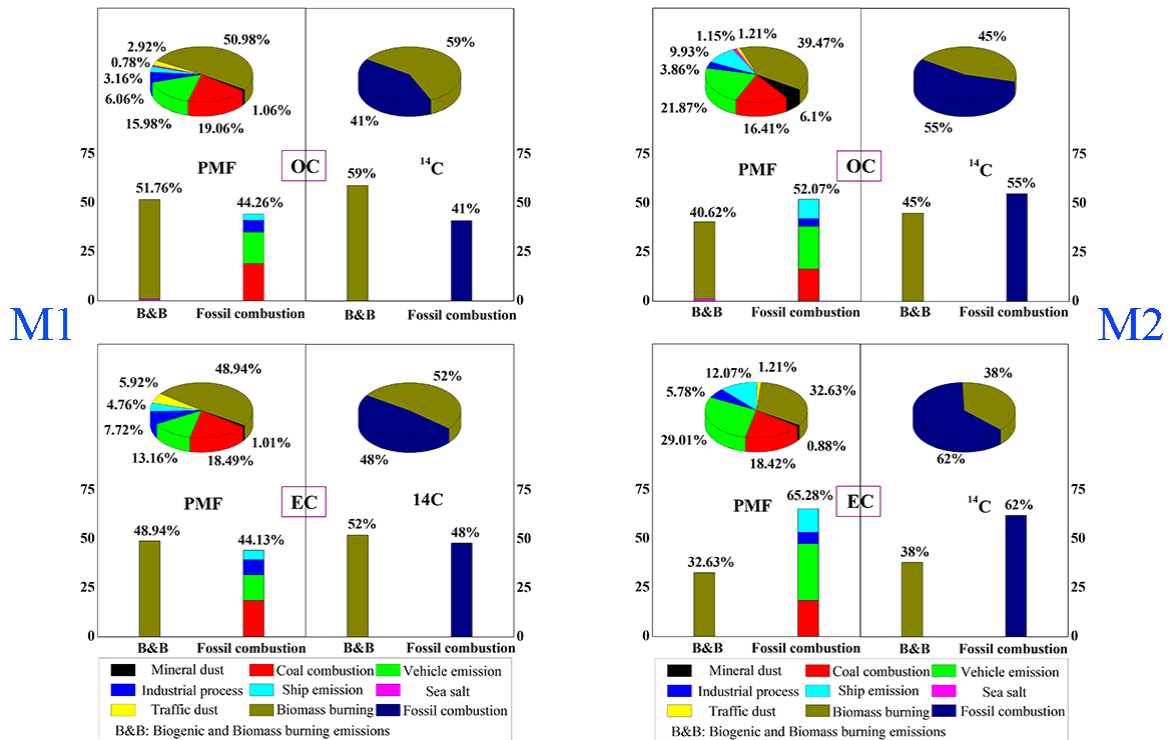 2.92%
50.98%
0.78%
3.16%
6.06%
15.98%
19.06%
1.06%
59%
41%
75
50
25
0
PMF
OC
14C
75
50
25
0
51.76%
44.26%
59%
41%
B&B
Fossil combustion
B&B
Fossil combustion
M1
5.92%
48.94%
4.76%
7.72%
13.16%
18.49%
1.01%
52%
48%
75
50
25
0
PMF
EC
14C
75
50
25
0
48.94%
44.13%
52%
48%
B&B
Fossil combustion
B&B
Fossil combustion
Mineral dust Coal combustion Vehicle emission
Industrial process Ship emission Sea salt
Traffic dust Biomass burning Fossil combustion
B&B: Biogenic and Biomass burning emissions
1.15%
1.21%
39.47%
9.93%
3.86%
21.87%
16.41%
6.1%
45%
55%
75
50
25
0
PMF
OC
14C
75
50
25
0
40.62%
52.07%
45%
55%
B&B
Fossil combustion
B&B
Fossil combustion
M2
12.07%
1.21%
5.78%
32.63%
29.01%
18.42%
0.88%
38%
62%
75
50
25
0
PMF
EC
14C
75
50
25
0
32.63%
65.28%
38%
62%
B&B
Fossil combustion
B&B
Fossil combustion
Mineral dust Coal combustion Vehicle emission
Industrial process Ship emission Sea salt
Traffic dust Biomass burning Fossil combustion
B&B: Biogenic and Biomass burning emissions